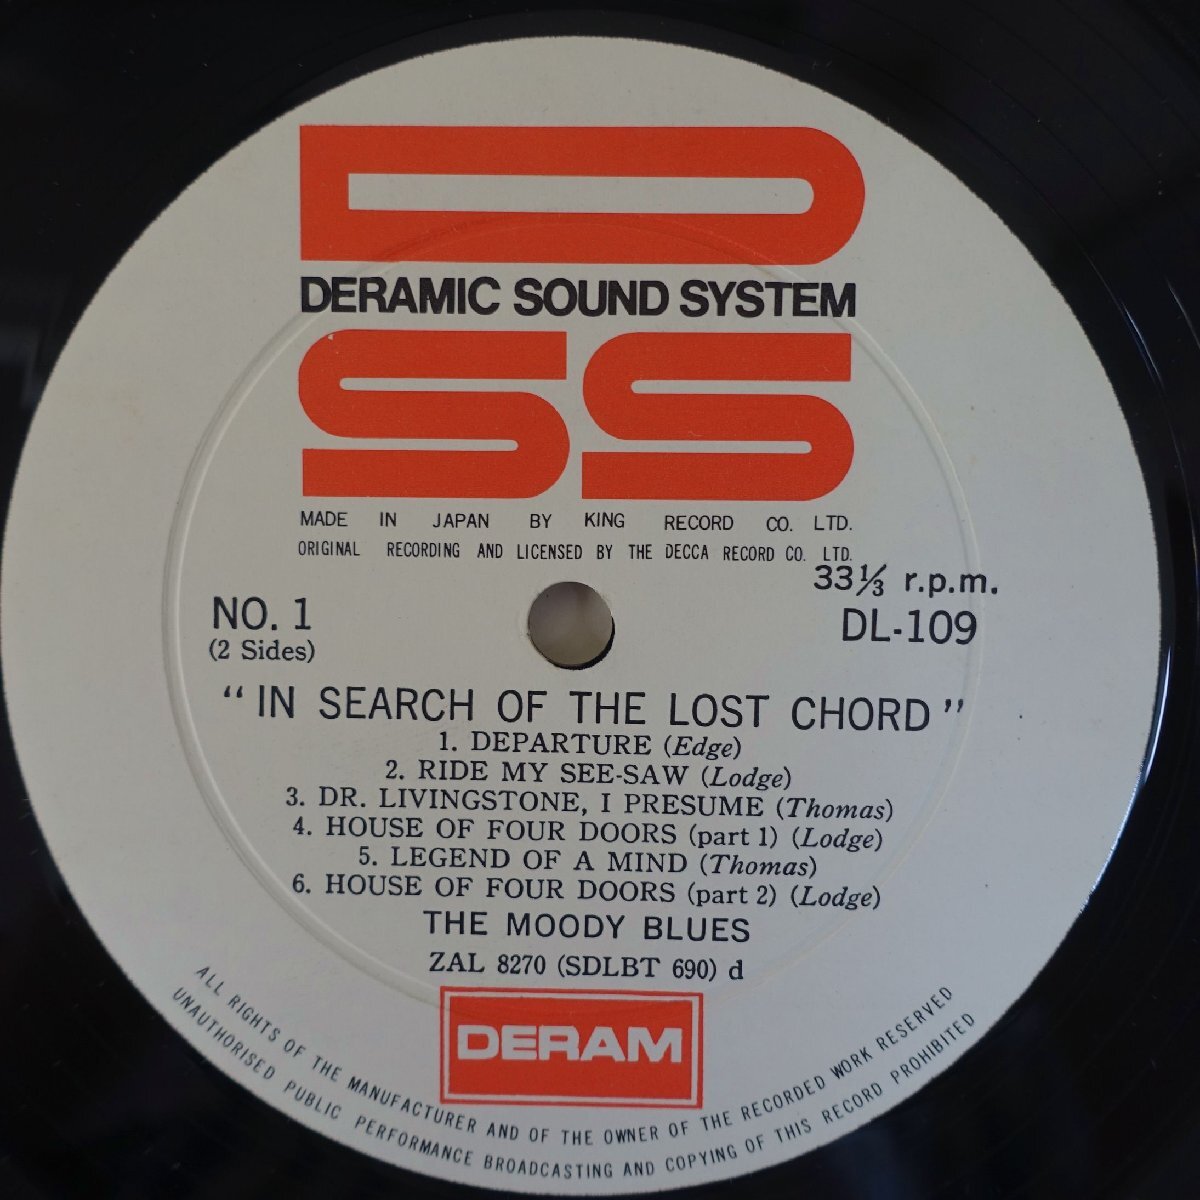 D
DERAMIC SOUND SYSTEM
SS
MADE IN JAPAN BY KING RECORD CO. LTD.
ORIGINAL RECORDING AND LICENSED BY THE DECCA RECORD CO. LTD.
33⅓ r.p.m.
NO. 1
DL-109
(2 Sides)
"IN SEARCH OF THE LOST CHORD"
1. DEPARTURE (Edge)
2. RIDE MY SEE-SAW (Lodge)
3. DR. LIVINGSTONE, I PRESUME (Thomas)
4. HOUSE OF FOUR DOORS (part 1) (Lodge)
5. LEGEND OF A MIND (Thomas)
6. HOUSE OF FOUR DOORS (part 2) (Lodge)
THE MOODY BLUES
ZAL 8270 (SDLBT 690) d
DERAM
ALL RIGHTS OF THE MANUFACTURER AND OF THE OWNER OF THE RECORDED WORK RESERVED
UNAUTHORISED PUBLIC PERFORMANCE BROADCASTING AND COPYING OF THIS RECORD PROHIBITED